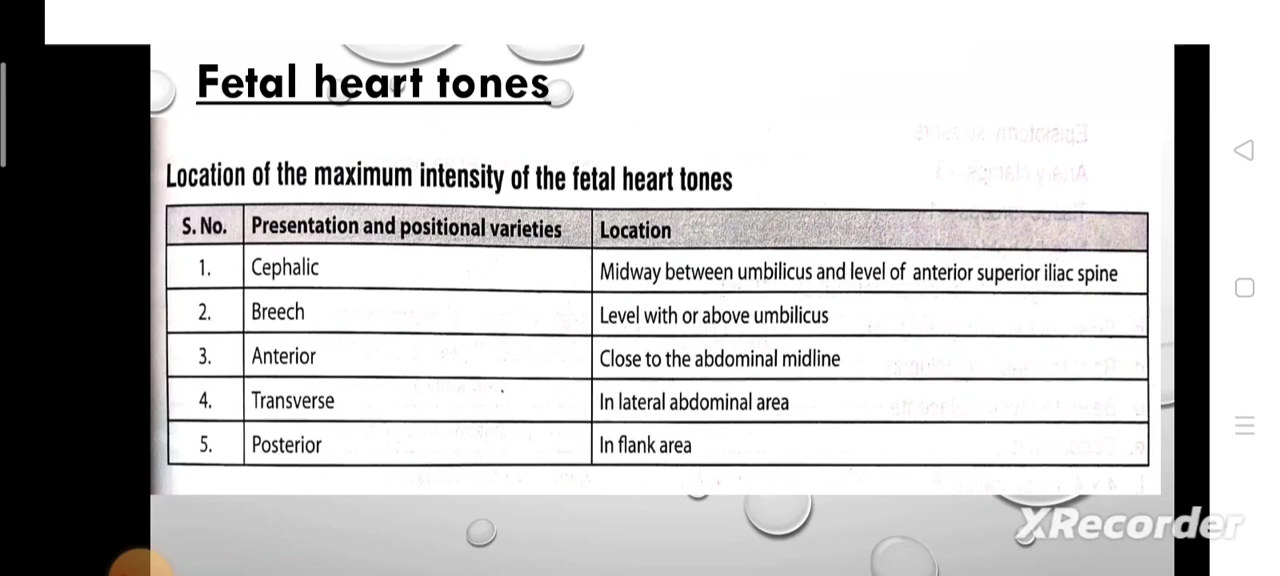 Fetal heart tones
Location of the maximum intensity of the fetal heart tones
S. No. Presentation and positional varieties Location
1. Cephalic Midway between umbilicus and level of anterior superior iliac spine
2. Breech Level with or above umbilicus
3. Anterior Close to the abdominal midline
4. Transverse In lateral abdominal area
5. Posterior In flank area
XRecorder